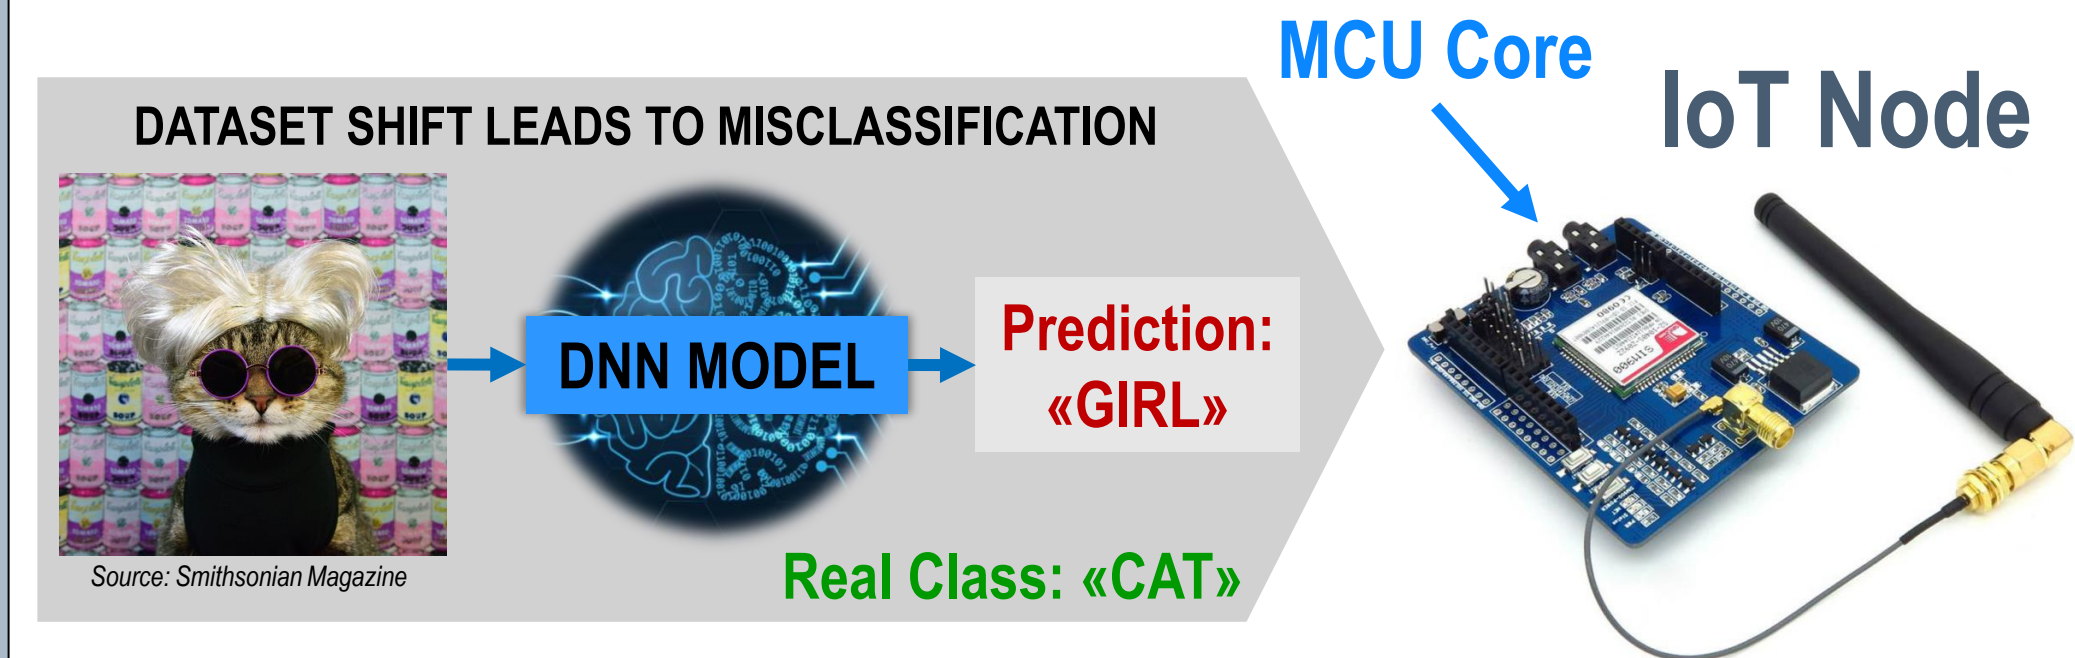 MCU Core
IoT Node
DATASET SHIFT LEADS TO MISCLASSIFICATION
DNN MODEL
Prediction:
«GIRL»
Real Class: «CAT»
Source: Smithsonian Magazine
SIM900